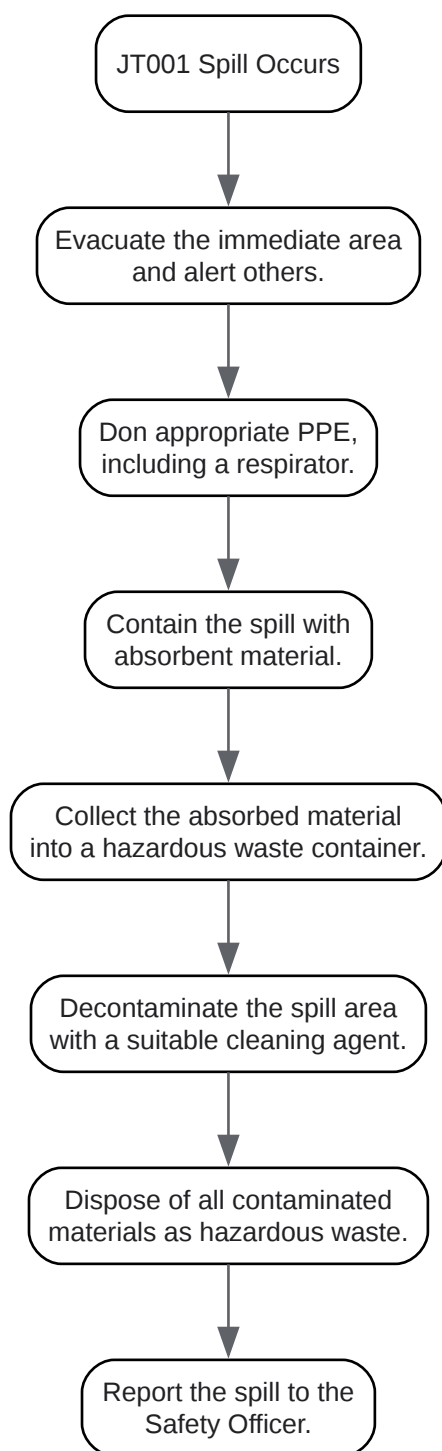 JT001 Spill Occurs
Evacuate the immediate area
and alert others.
Don appropriate PPE,
including a respirator.
Contain the spill with
absorbent material.
Collect the absorbed material
into a hazardous waste container.
Decontaminate the spill area
with a suitable cleaning agent.
Dispose of all contaminated
materials as hazardous waste.
Report the spill to the
Safety Officer.